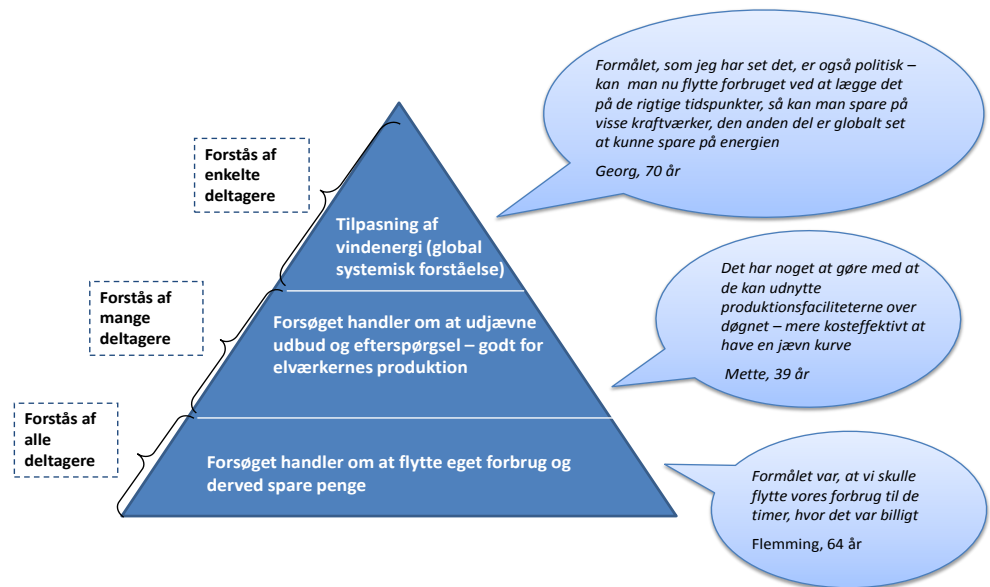 Formålet, som jeg har set det, er også politisk –
kan man nu flytte forbruget ved at lægge det
på de rigtige tidspunkter, så kan man spare på
visse kraftværker, den anden del er globalt set
at kunne spare på energien
Georg, 70 år
Forstås af
enkelte
deltagere
Tilpasning af
vindenergi (global
systemisk forståelse)
Det har noget at gøre med at
de kan udnytte
produktionsfaciliteterne over
døgnet – mere kosteffektivt at
have en jævn kurve
Mette, 39 år
Forstås af
mange
deltagere
Forsøget handler om at udjævne
udbud og efterspørgsel – godt for
elværkernes produktion
Forstås af
alle
deltagere
Forsøget handler om at flytte eget forbrug og
derved spare penge
Formålet var, at vi skulle
flytte vores forbrug til de
timer, hvor det var billigt
Flemming, 64 år